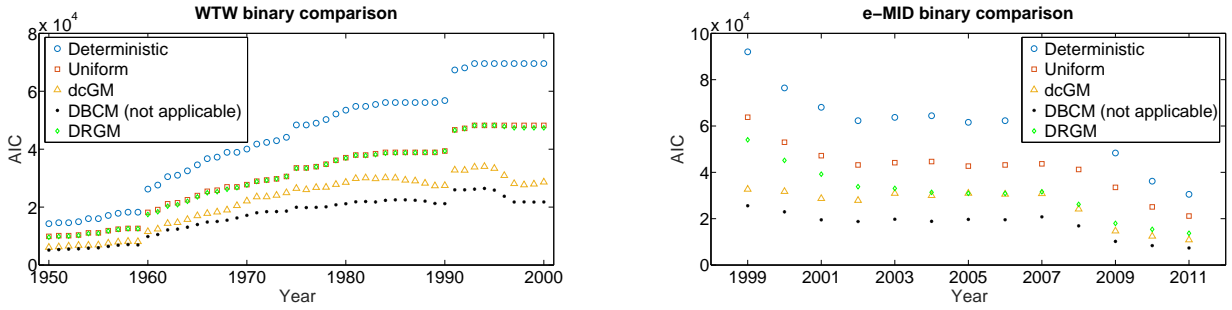 WTW binary comparison
8 x 10^4
6
4
2
0
AIC
Deterministic
Uniform
dcGM
DBCM (not applicable)
DRGM
1950 1960 1970 1980 1990 2000
Year
e−MID binary comparison
10 x 10^4
8
6
4
2
0
AIC
Deterministic
Uniform
dcGM
DBCM (not applicable)
DRGM
1999 2001 2003 2005 2007 2009 2011
Year